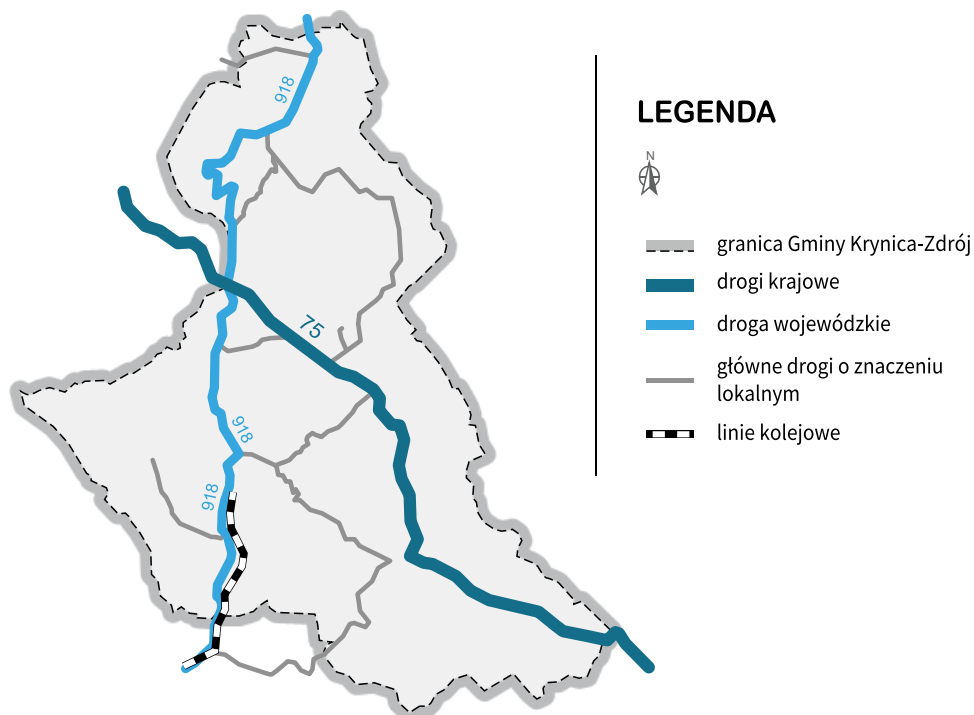 918
75
918
918
LEGENDA
N
granica Gminy Krynica-Zdrój
drogi krajowe
droga wojewódzkie
główne drogi o znaczeniu
lokalnym
linie kolejowe